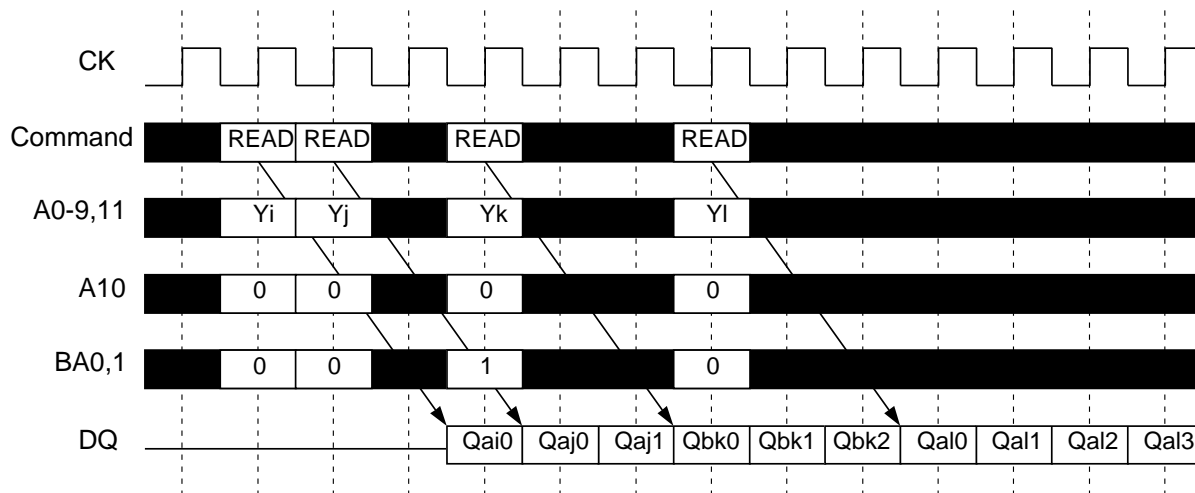 CK
Command READ READ READ READ
A0-9,11 Yi Yj Yk Yl
A10 0 0 0 0
BA0,1 0 0 1 0
DQ Qai0 Qaj0 Qaj1 Qbk0 Qbk1 Qbk2 Qal0 Qal1 Qal2 Qal3